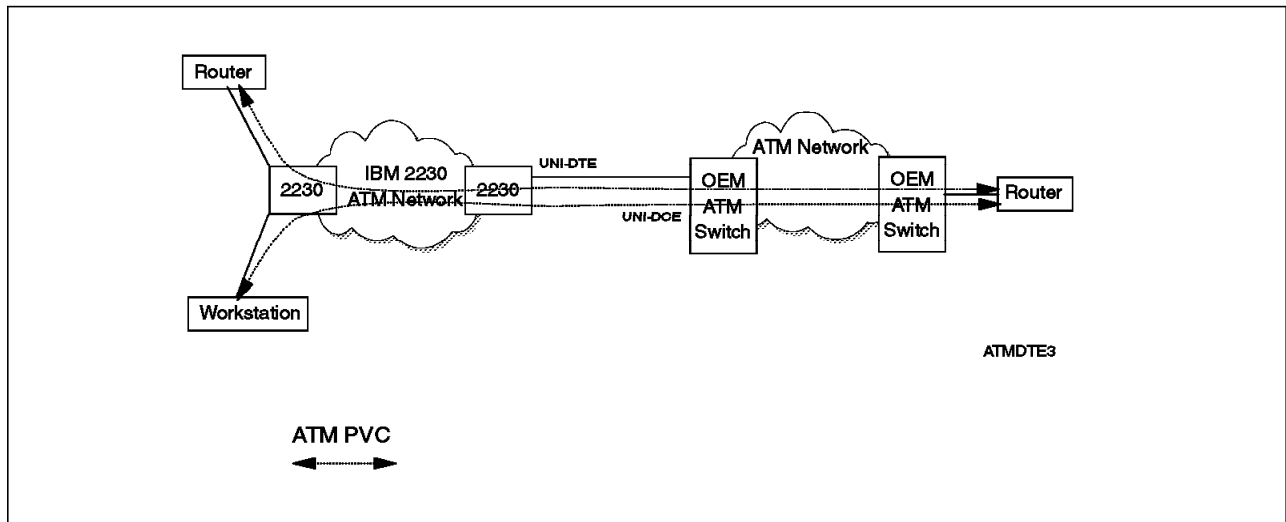 Router
IBM 2230
ATM Network
2230
2230
UNI-DTE
UNI-DCE
ATM Network
OEM
ATM
Switch
OEM
ATM
Switch
Router
Workstation
ATMDTE3
ATM PVC